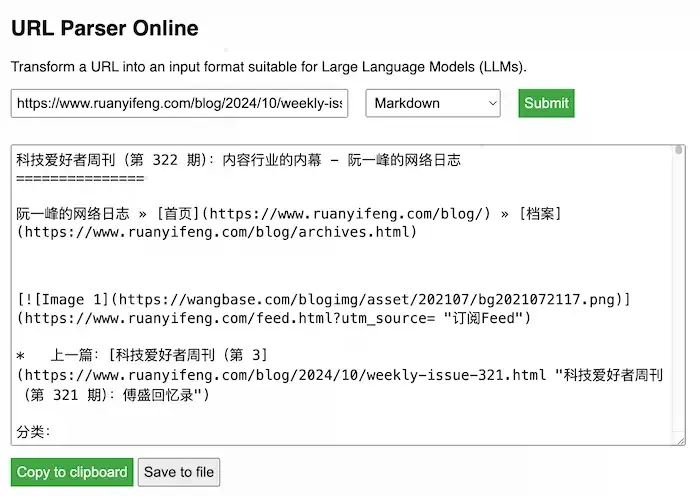 URL Parser Online
Transform a URL into an input format suitable for Large Language Models (LLMs).
https://www.ruanyifeng.com/blog/2024/10/weekly-iss
Markdown
Submit
科技爱好者周刊（第 322 期）：内容行业的内幕 - 阮一峰的网络日志
===============
阮一峰的网络日志 » [首页](https://www.ruanyifeng.com/blog/) » [档案]
(https://www.ruanyifeng.com/blog/archives.html)
[![Image 1](https://wangbase.com/blogimg/asset/202107/bg2021072117.png)]
(https://www.ruanyifeng.com/feed.html?utm_source= "订阅Feed")
*   上一篇：[科技爱好者周刊（第 3]
(https://www.ruanyifeng.com/blog/2024/10/weekly-issue-321.html "科技爱好者周刊
（第 321 期）：傅盛回忆录")
分类：
Copy to clipboard
Save to file